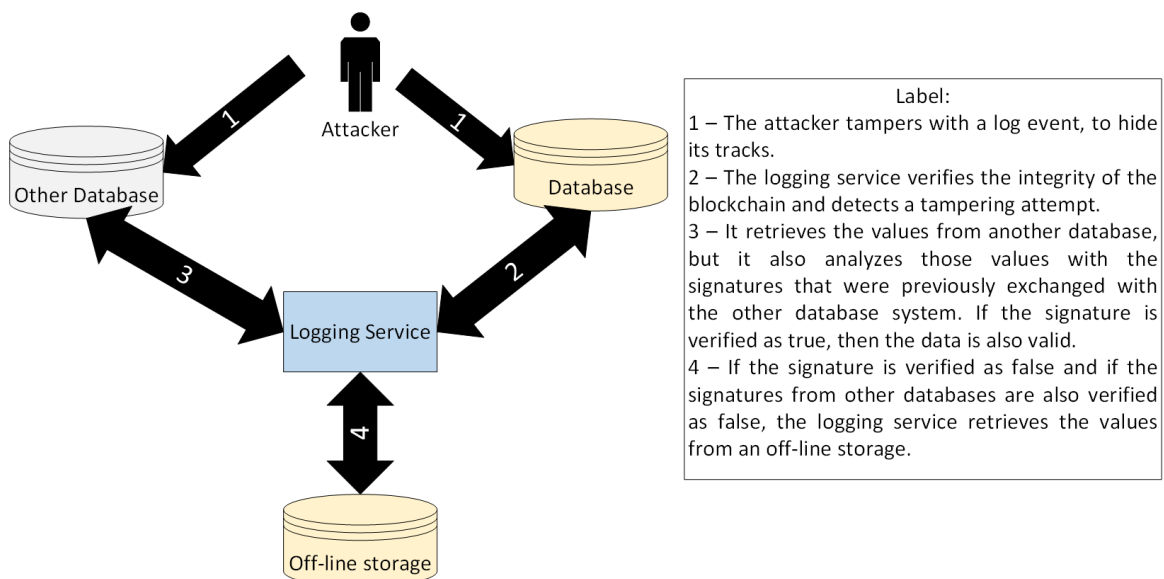 Attacker
1
1
Other Database
Database
3
2
Logging Service
4
Off-line storage
Label:
1 – The attacker tampers with a log event, to hide
its tracks.
2 – The logging service verifies the integrity of the
blockchain and detects a tampering attempt.
3 – It retrieves the values from another database,
but it also analyzes those values with the
signatures that were previously exchanged with
the other database system. If the signature is
verified as true, then the data is also valid.
4 – If the signature is verified as false and if the
signatures from other databases are also verified
as false, the logging service retrieves the values
from an off-line storage.